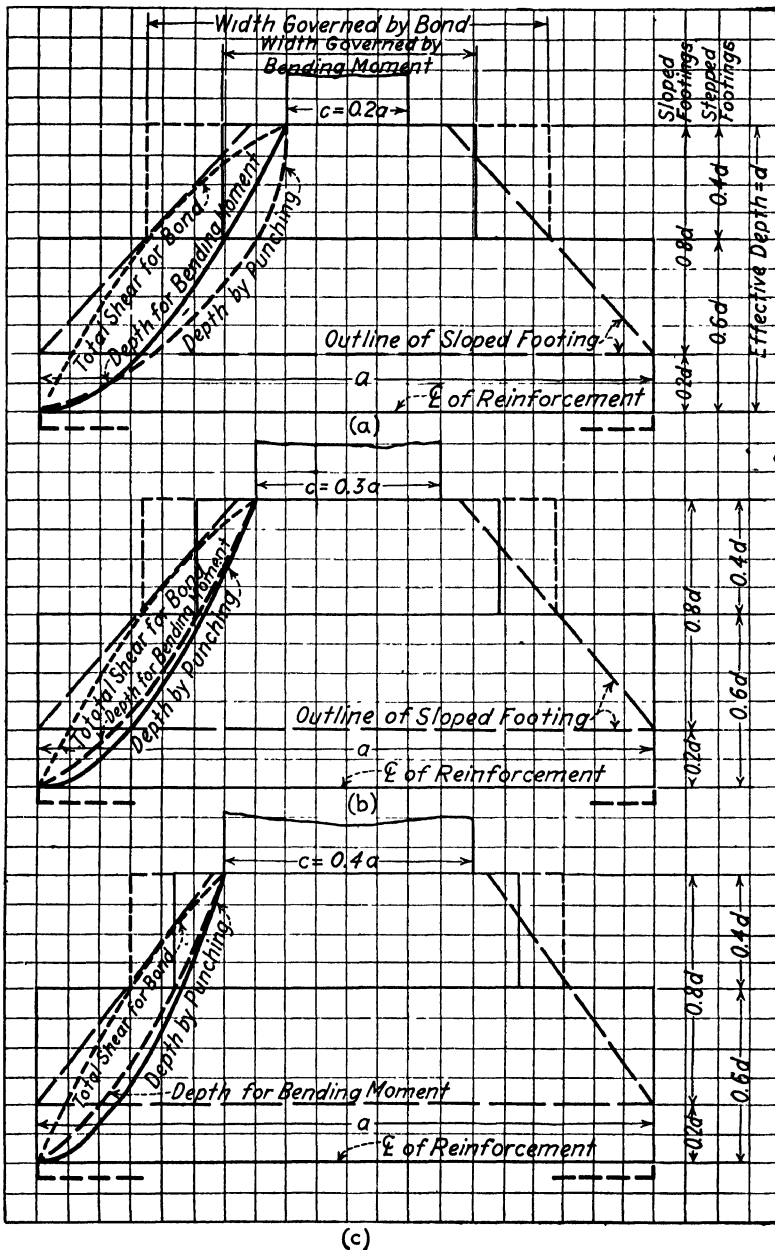 Width Governed by Bond
Width Governed by
Bending Moment
c=0.2a
Sloped
Footings
Stepped
Footings
Total Shear for Bond
Depth for Bending Moment
Depth by Punching
0.8d
0.2d
0.4d
0.6d
Effective Depth=d
Outline of Sloped Footing
a
℄ of Reinforcement
(a)
c=0.3a
Tototal Shear for Bond
Depth for Bending Moment
Depth by Punching
0.8d
0.2d
0.4d
0.6d
Outline of Sloped Footing
a
℄ of Reinforcement
(b)
c=0.4a
Total Shear for Bond
Depth by Punching
0.8d
0.2d
0.4d
0.6d
Depth for Bending Moment
a
℄ of Reinforcement
(c)